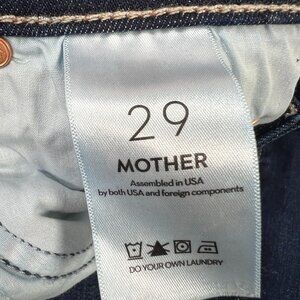 29
MOTHER
Assembled in USA
by both USA and foreign components
DO YOUR OWN LAUNDRY